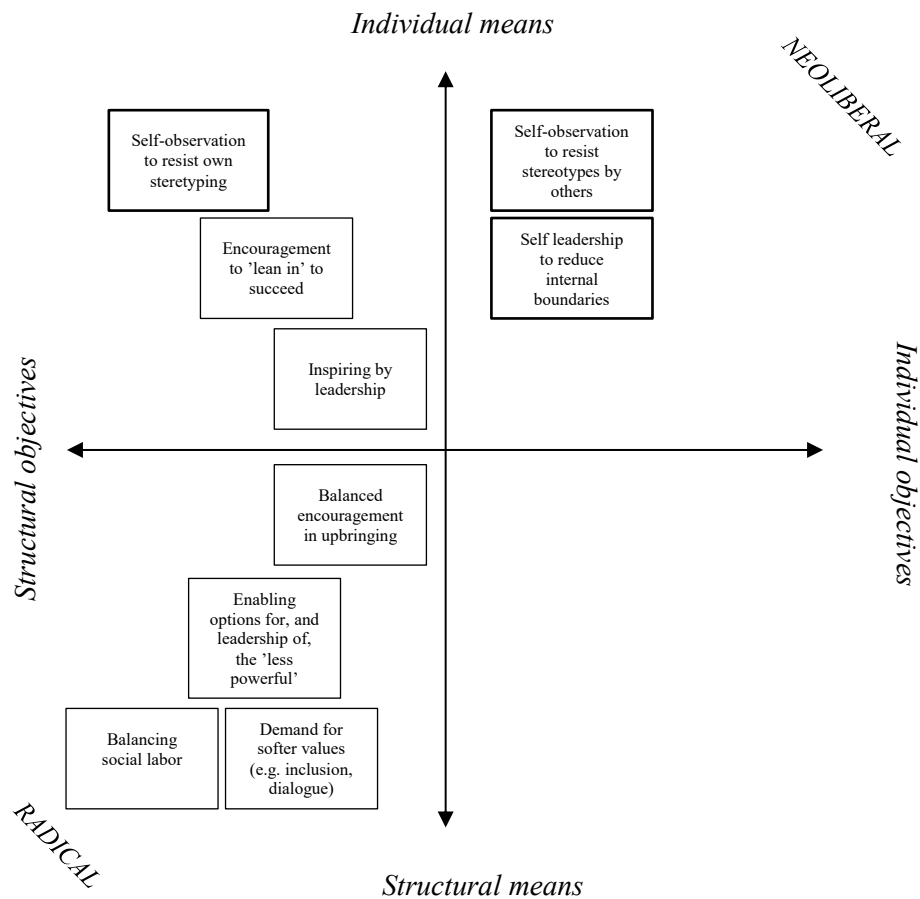 Individual means
NEOLIBERAL
Self-observation
to resist own
steretyping
Self-observation
to resist
stereotypes by
others
Encouragement
to ’lean in’ to
succeed
Self leadership
to reduce
internal
boundaries
Inspiring by
leadership
Structural objectives
Individual objectives
Balanced
encouragement
in upbringing
Enabling
options for, and
leadership of,
the ’less
powerful’
Balancing
social labor
Demand for
softer values
(e.g. inclusion,
dialogue)
RADICAL
Structural means